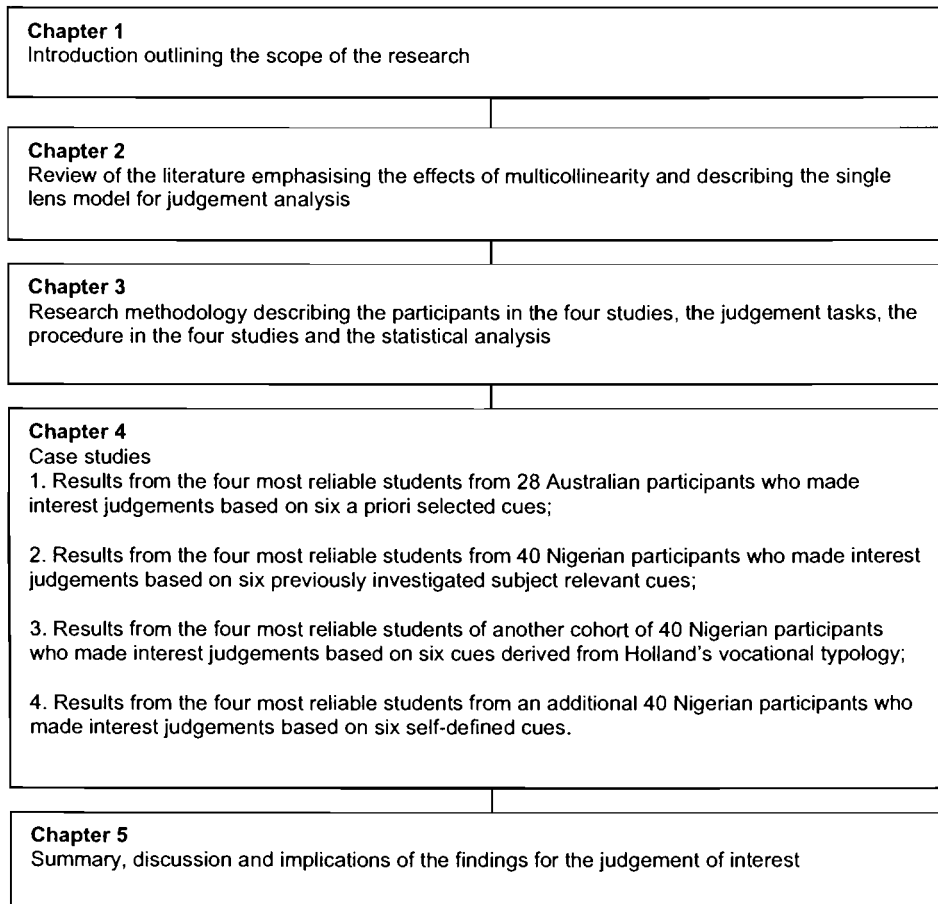 Chapter 1
Introduction outlining the scope of the research
Chapter 2
Review of the literature emphasising the effects of multicollinearity and describing the single
lens model for judgement analysis
Chapter 3
Research methodology describing the participants in the four studies, the judgement tasks, the
procedure in the four studies and the statistical analysis
Chapter 4
Case studies
1. Results from the four most reliable students from 28 Australian participants who made
interest judgements based on six a priori selected cues;
2. Results from the four most reliable students from 40 Nigerian participants who made interest
judgements based on six previously investigated subject relevant cues;
3. Results from the four most reliable students of another cohort of 40 Nigerian participants
who made interest judgements based on six cues derived from Holland's vocational typology;
4. Results from the four most reliable students from an additional 40 Nigerian participants who
made interest judgements based on six self-defined cues.
Chapter 5
Summary, discussion and implications of the findings for the judgement of interest